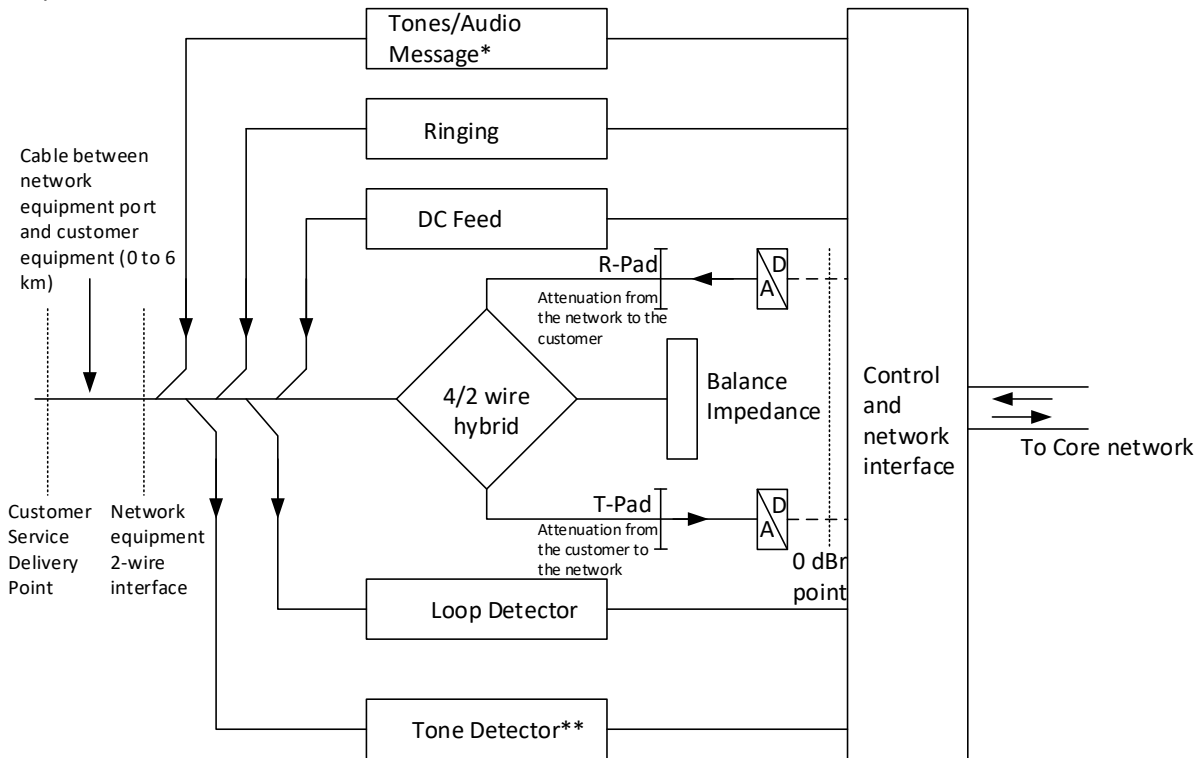 Tones/Audio
Message*
Ringing
Cable between
network
equipment port
and customer
equipment (0 to 6
km)
DC Feed
R-Pad
D
A
Attenuation from
the network to the
customer
4/2 wire
hybrid
Balance
Impedance
Control
and
network
interface
To Core network
T-Pad
D
A
Attenuation from
the customer to
the network
0 dBr
point
Customer
Service
Delivery
Point
Network
equipment
2-wire
interface
Loop Detector
Tone Detector**